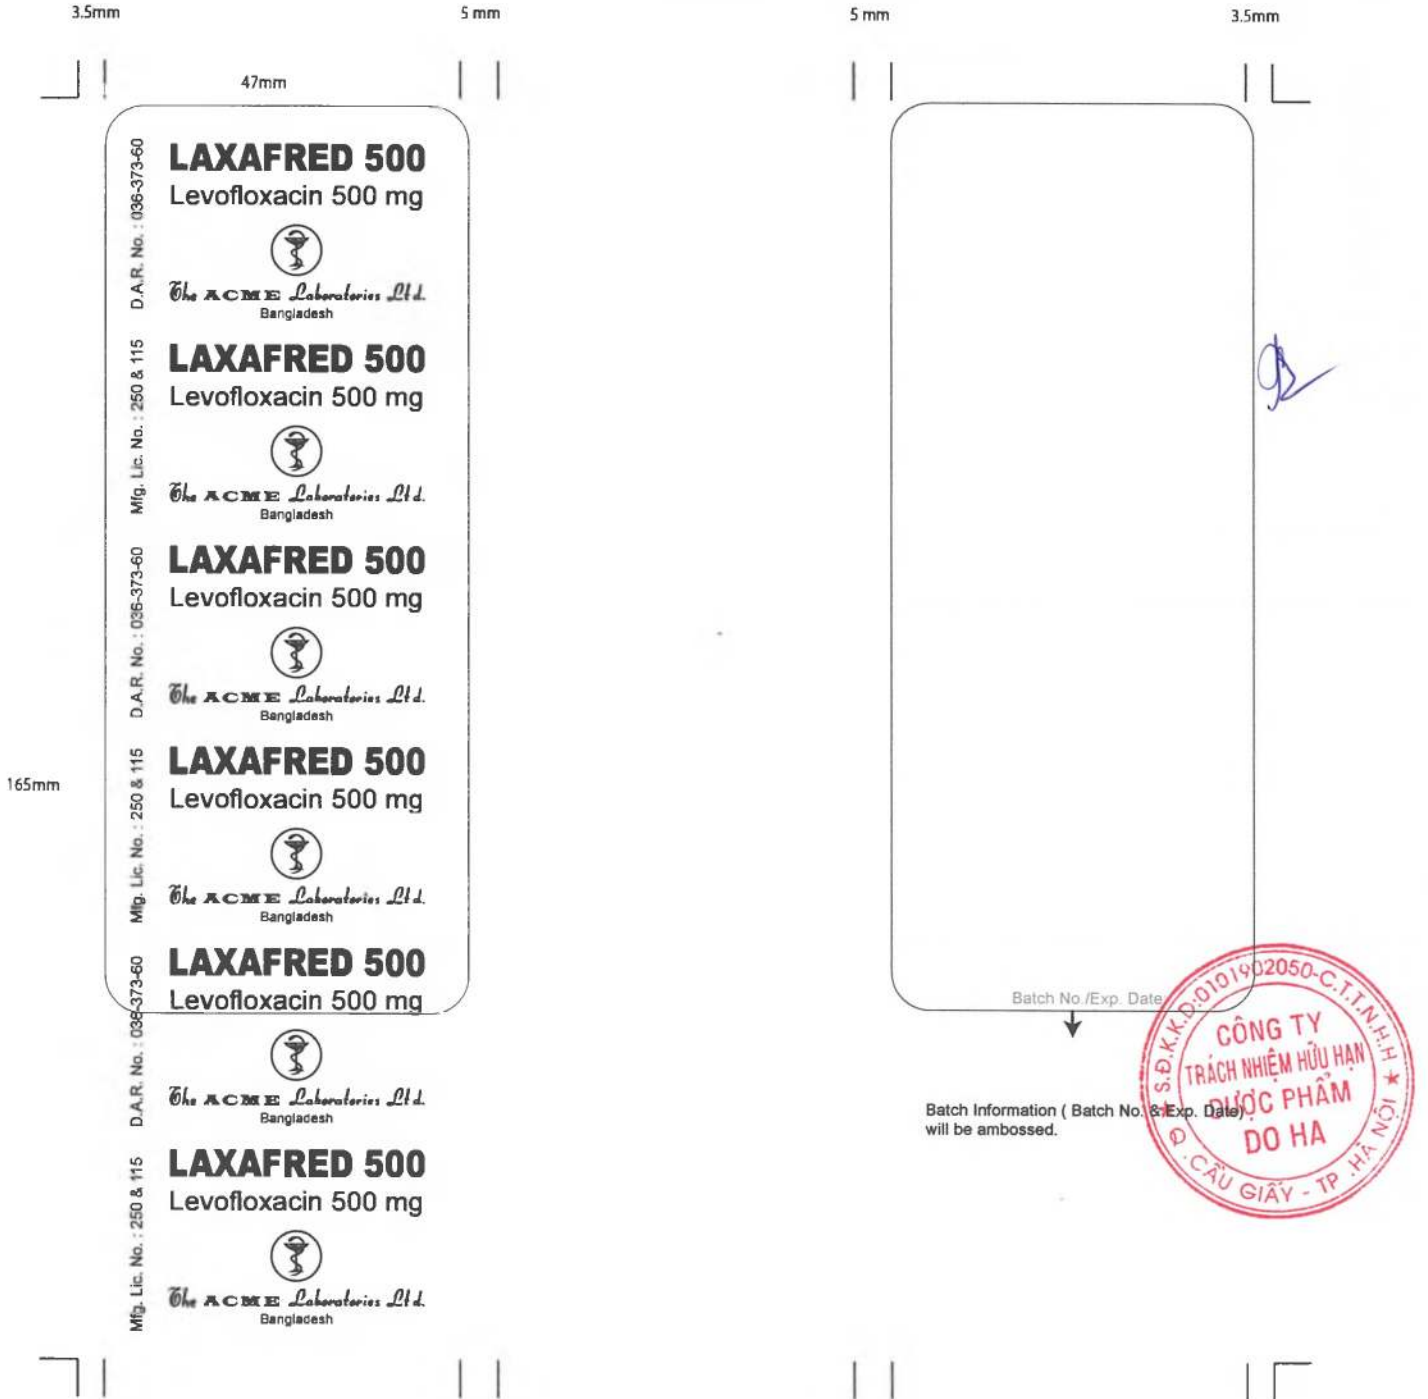 3.5mm
5 mm
5 mm
3.5mm
47mm
165mm
D.A.R. No. : 036-373-60
Mfg. Lic. No. : 250 & 115
D.A.R. No. : 036-373-60
Mfg. Lic. No. : 250 & 115
D.A.R. No. : 036-373-60
Mfg. Lic. No. : 250 & 115
LAXAFRED 500
Levofloxacin 500 mg
The ACME Laboratories Ltd.
Bangladesh
LAXAFRED 500
Levofloxacin 500 mg
The ACME Laboratories Ltd.
Bangladesh
LAXAFRED 500
Levofloxacin 500 mg
The ACME Laboratories Ltd.
Bangladesh
LAXAFRED 500
Levofloxacin 500 mg
The ACME Laboratories Ltd.
Bangladesh
LAXAFRED 500
Levofloxacin 500 mg
The ACME Laboratories Ltd.
Bangladesh
LAXAFRED 500
Levofloxacin 500 mg
The ACME Laboratories Ltd.
Bangladesh
Batch No./Exp. Date
Batch Information ( Batch No. & Exp. Date)
will be ambossed.
S.Đ.K.K.D:0101902050-C.T.T.N.H.H
CÔNG TY
TRÁCH NHIỆM HỮU HẠN
DƯỢC PHẨM
DO HA
Q. CẦU GIẤY - TP. HÀ NỘI